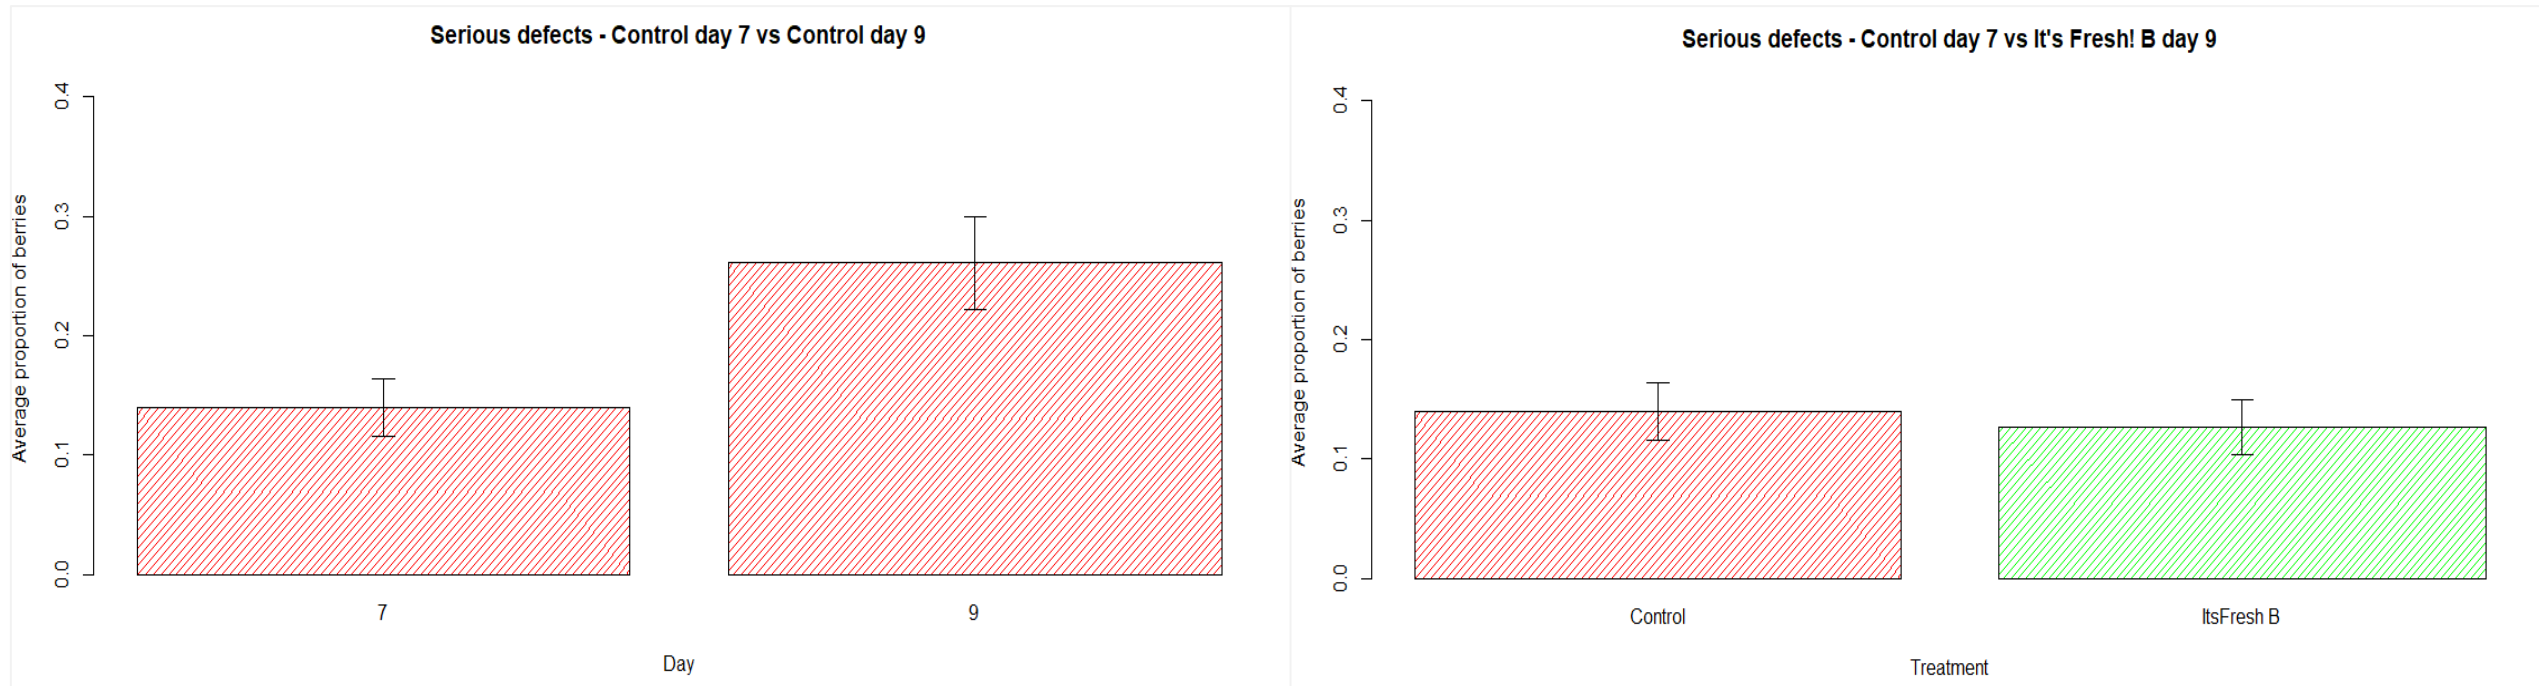 Serious defects - Control day 7 vs Control day 9
Average proportion of berries
0.4
0.3
0.2
0.1
0.0
7
9
Day
Serious defects - Control day 7 vs It's Fresh! B day 9
Average proportion of berries
0.4
0.3
0.2
0.1
0.0
Control
ItsFresh B
Treatment